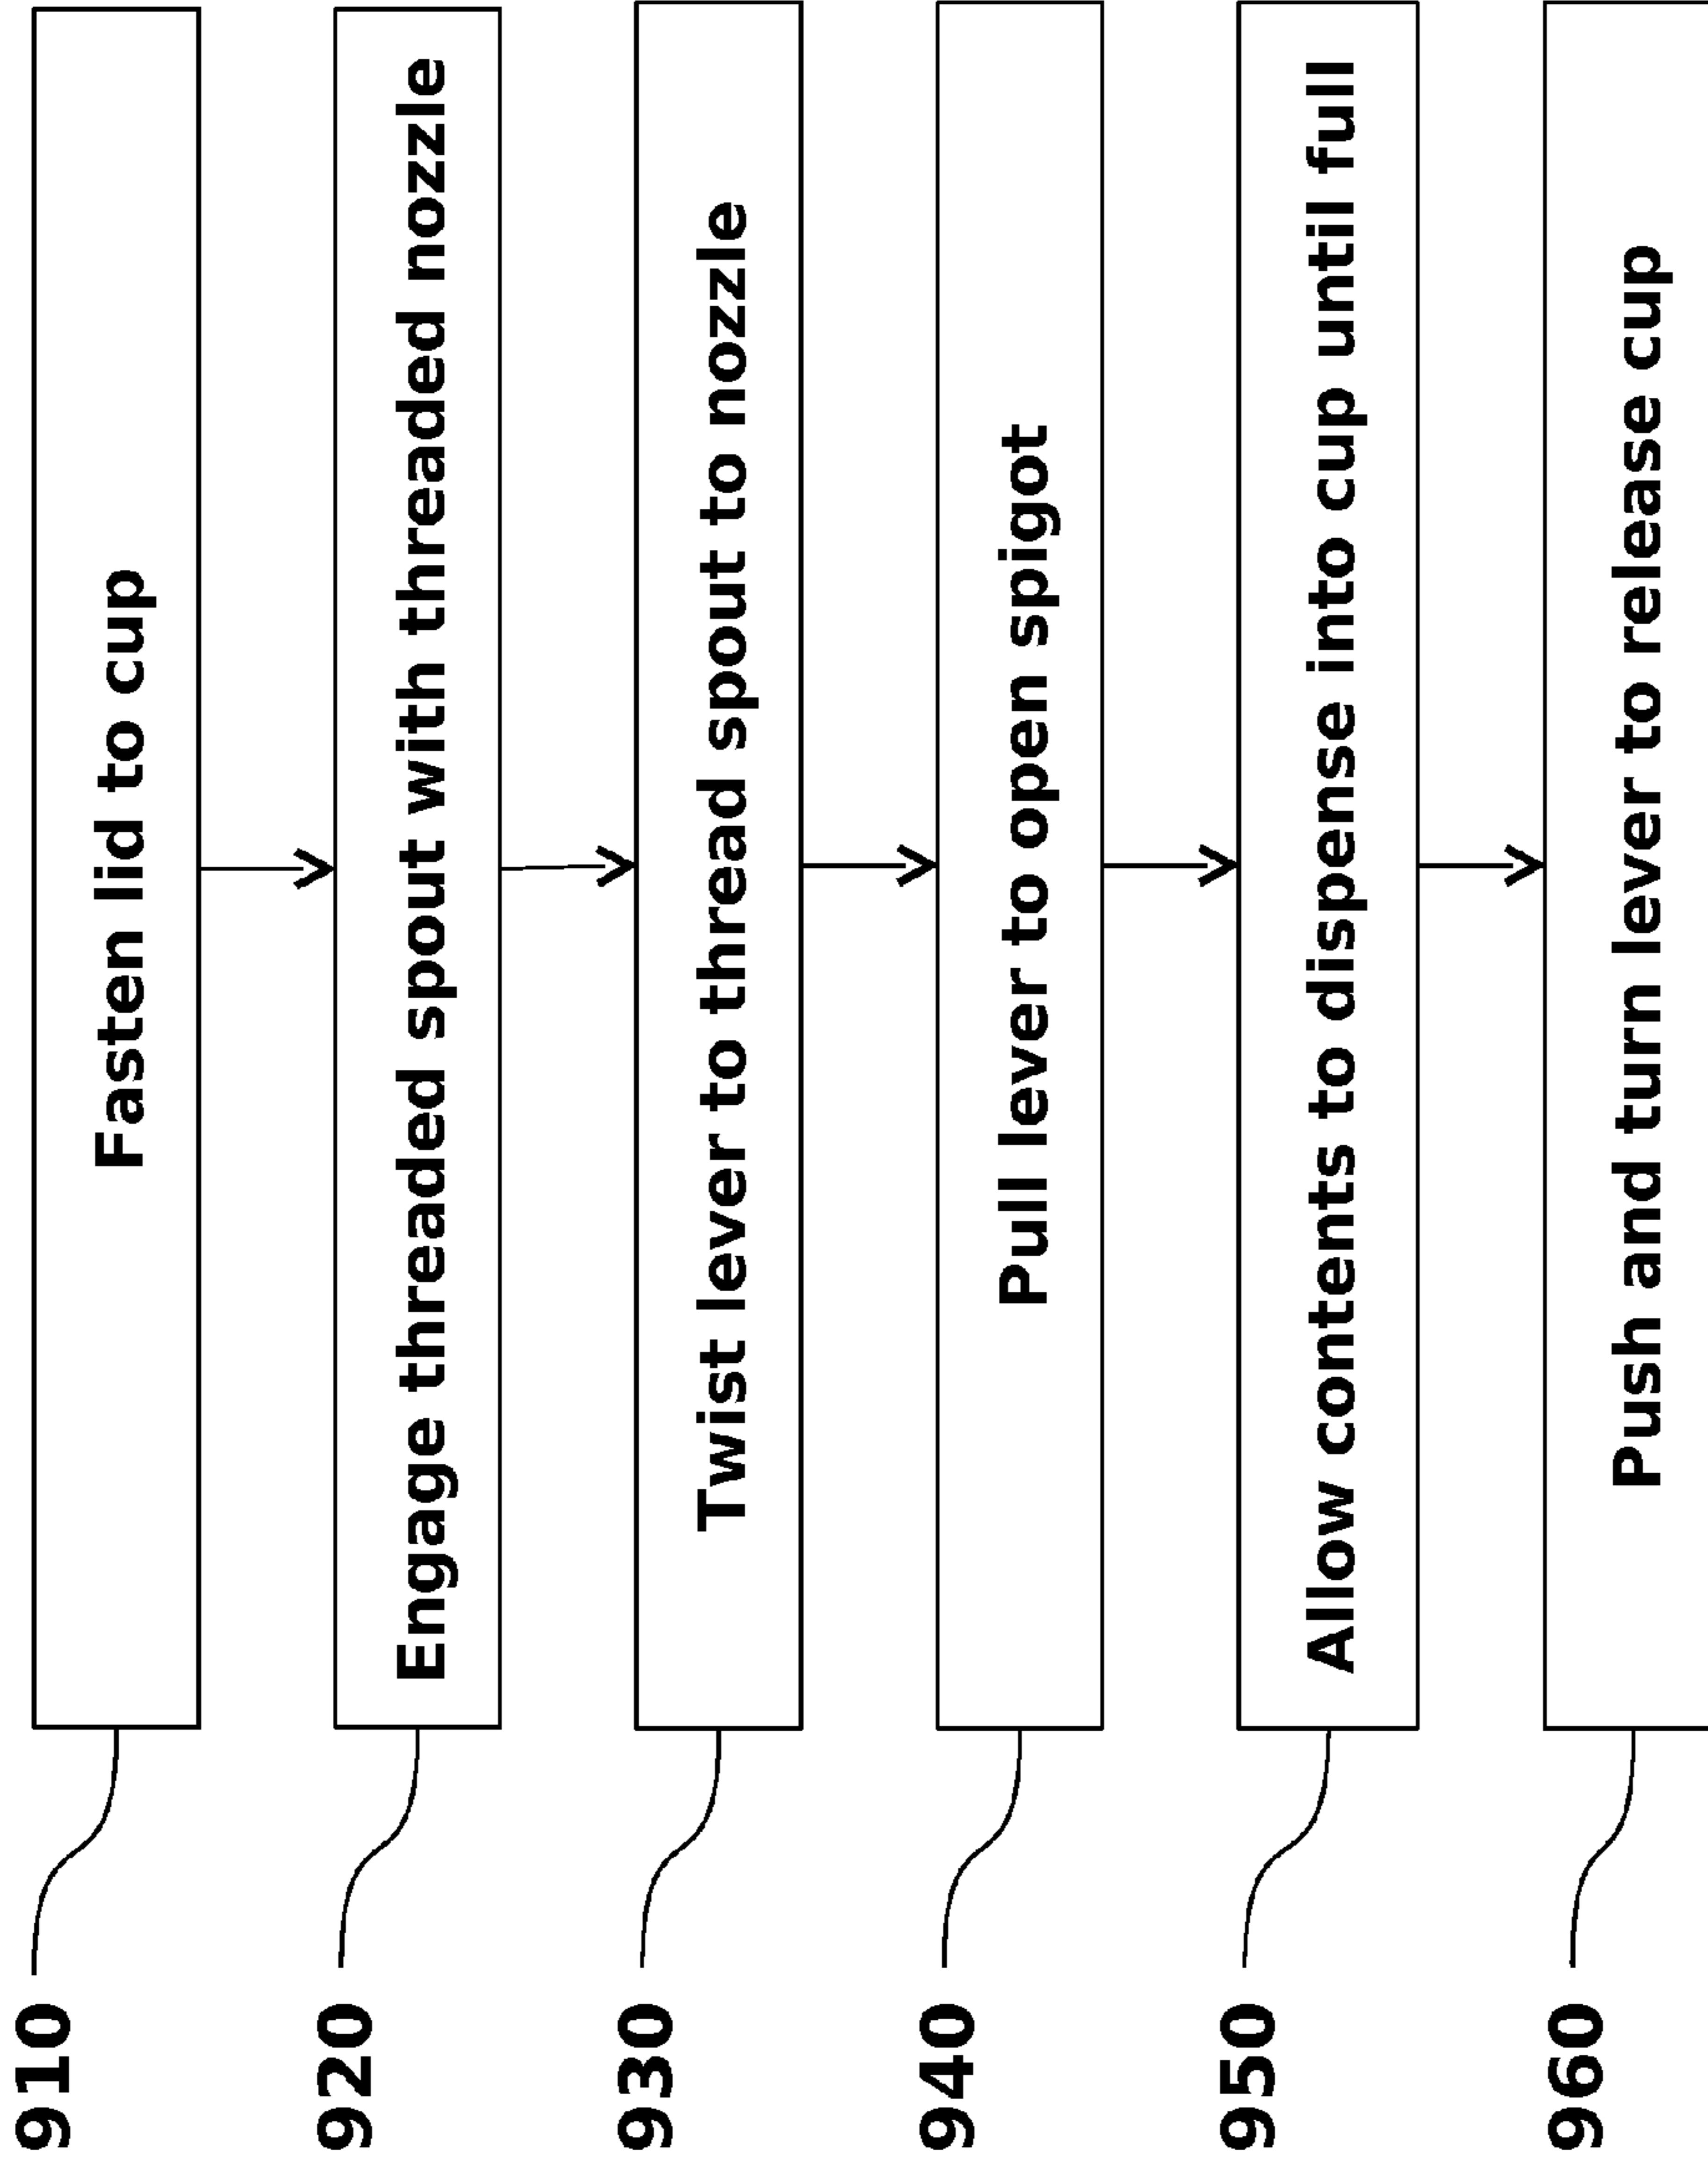 910
Fasten lid to cup
920
Engage threaded spout with threaded nozzle
930
Twist lever to thread spout to nozzle
940
Pull lever to open spigot
950
Allow contents to dispense into cup until full
960
Push and turn lever to release cup